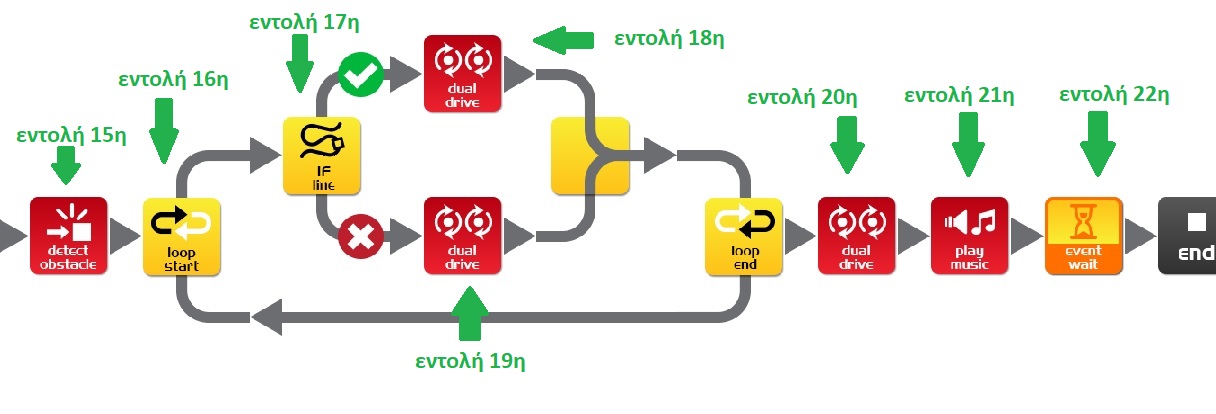 εντολή 17η
εντολή 18η
εντολή 16η
εντολή 15η
εντολή 20η
εντολή 21η
εντολή 22η
dual
drive
IF
line
detect
obstacle
loop
start
dual
drive
loop
end
dual
drive
play
music
event
wait
end
εντολή 19η